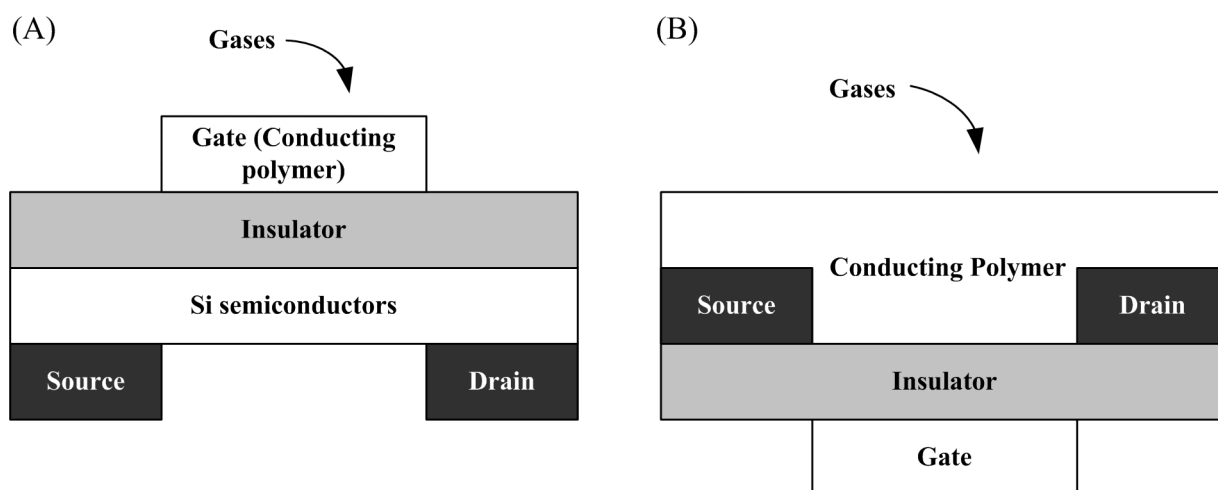 (A)
Gases
Gate (Conducting
polymer)
Insulator
Si semiconductors
Source
Drain
(B)
Gases
Conducting Polymer
Source
Drain
Insulator
Gate